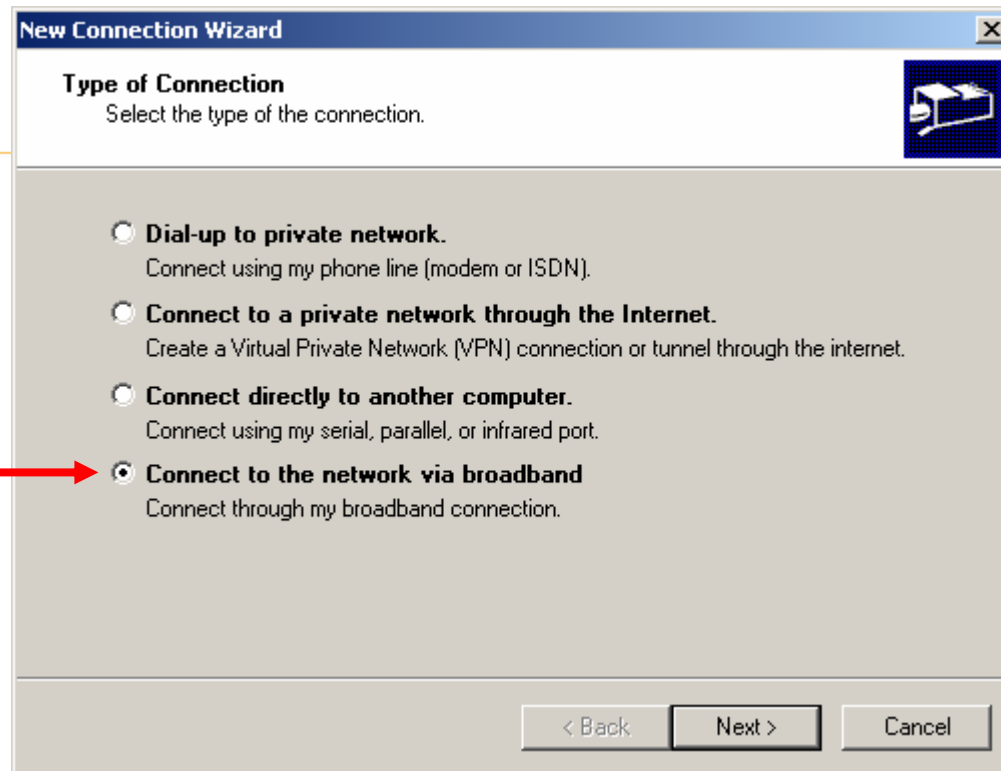 New Connection Wizard
Type of Connection
Select the type of the connection.
Dial-up to private network.
Connect using my phone line (modem or ISDN).
Connect to a private network through the Internet.
Create a Virtual Private Network (VPN) connection or tunnel through the internet.
Connect directly to another computer.
Connect using my serial, parallel, or infrared port.
Connect to the network via broadband
Connect through my broadband connection.
< Back
Next >
Cancel